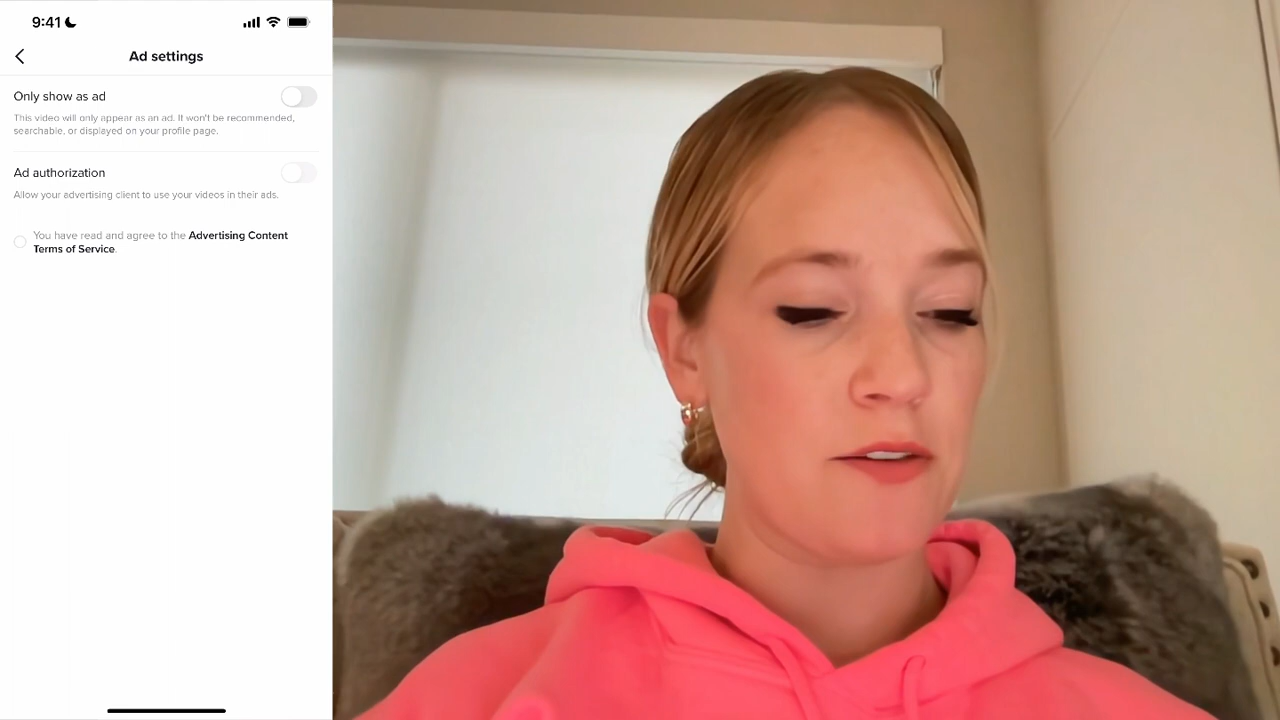 9:41
Ad settings
Only show as ad
This video will only appear as an ad. It won't be recommended,
searchable, or displayed on your profile page.
Ad authorization
Allow your advertising client to use your videos in their ads.
You have read and agree to the Advertising Content
Terms of Service.